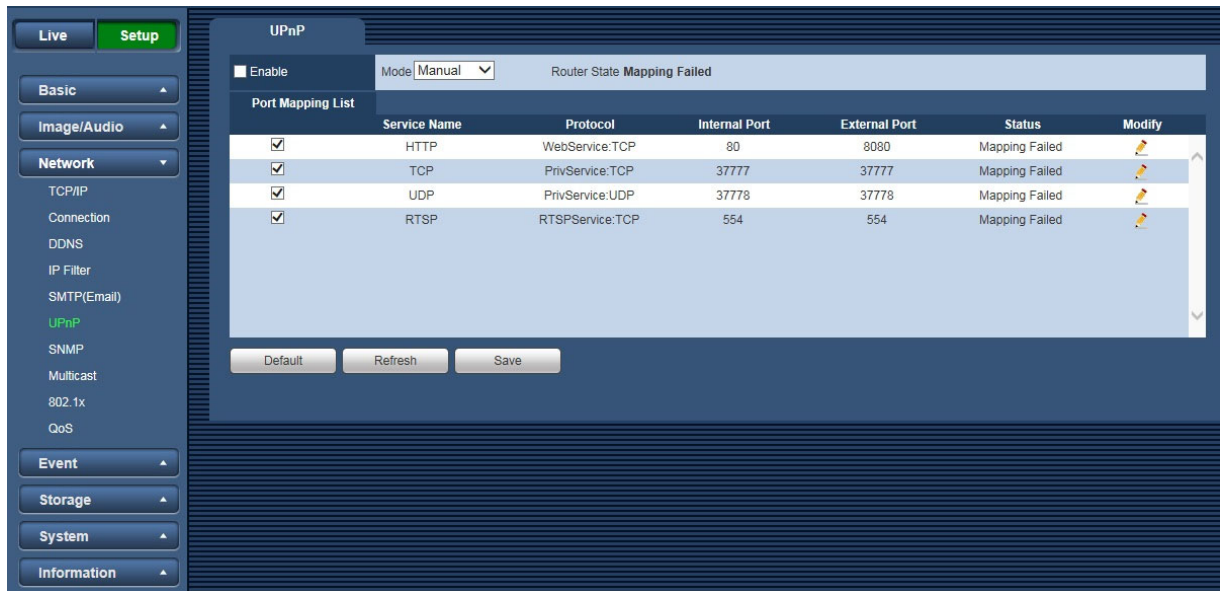 Live Setup
Basic
Image/Audio
Network
TCP/IP
Connection
DDNS
IP Filter
SMTP(Email)
UPnP
SNMP
Multicast
802.1x
QoS
Event
Storage
System
Information
UPnP
Enable Mode Manual Router State Mapping Failed
Port Mapping List
Service Name Protocol Internal Port External Port Status Modify
HTTP WebService:TCP 80 8080 Mapping Failed
TCP PrivService:TCP 37777 37777 Mapping Failed
UDP PrivService:UDP 37778 37778 Mapping Failed
RTSP RTSPService:TCP 554 554 Mapping Failed
Default Refresh Save